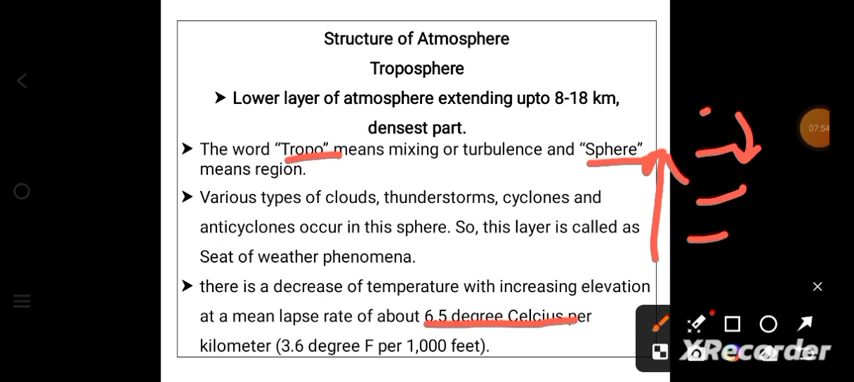 Structure of Atmosphere
Troposphere
➤ Lower layer of atmosphere extending upto 8-18 km,
densest part.
➤ The word “Tropo” means mixing or turbulence and “Sphere”
means region.
➤ Various types of clouds, thunderstorms, cyclones and
anticyclones occur in this sphere. So, this layer is called as
Seat of weather phenomena.
➤ there is a decrease of temperature with increasing elevation
at a mean lapse rate of about 6.5 degree Celcius per
kilometer (3.6 degree F per 1,000 feet).
07:54
XRecorder